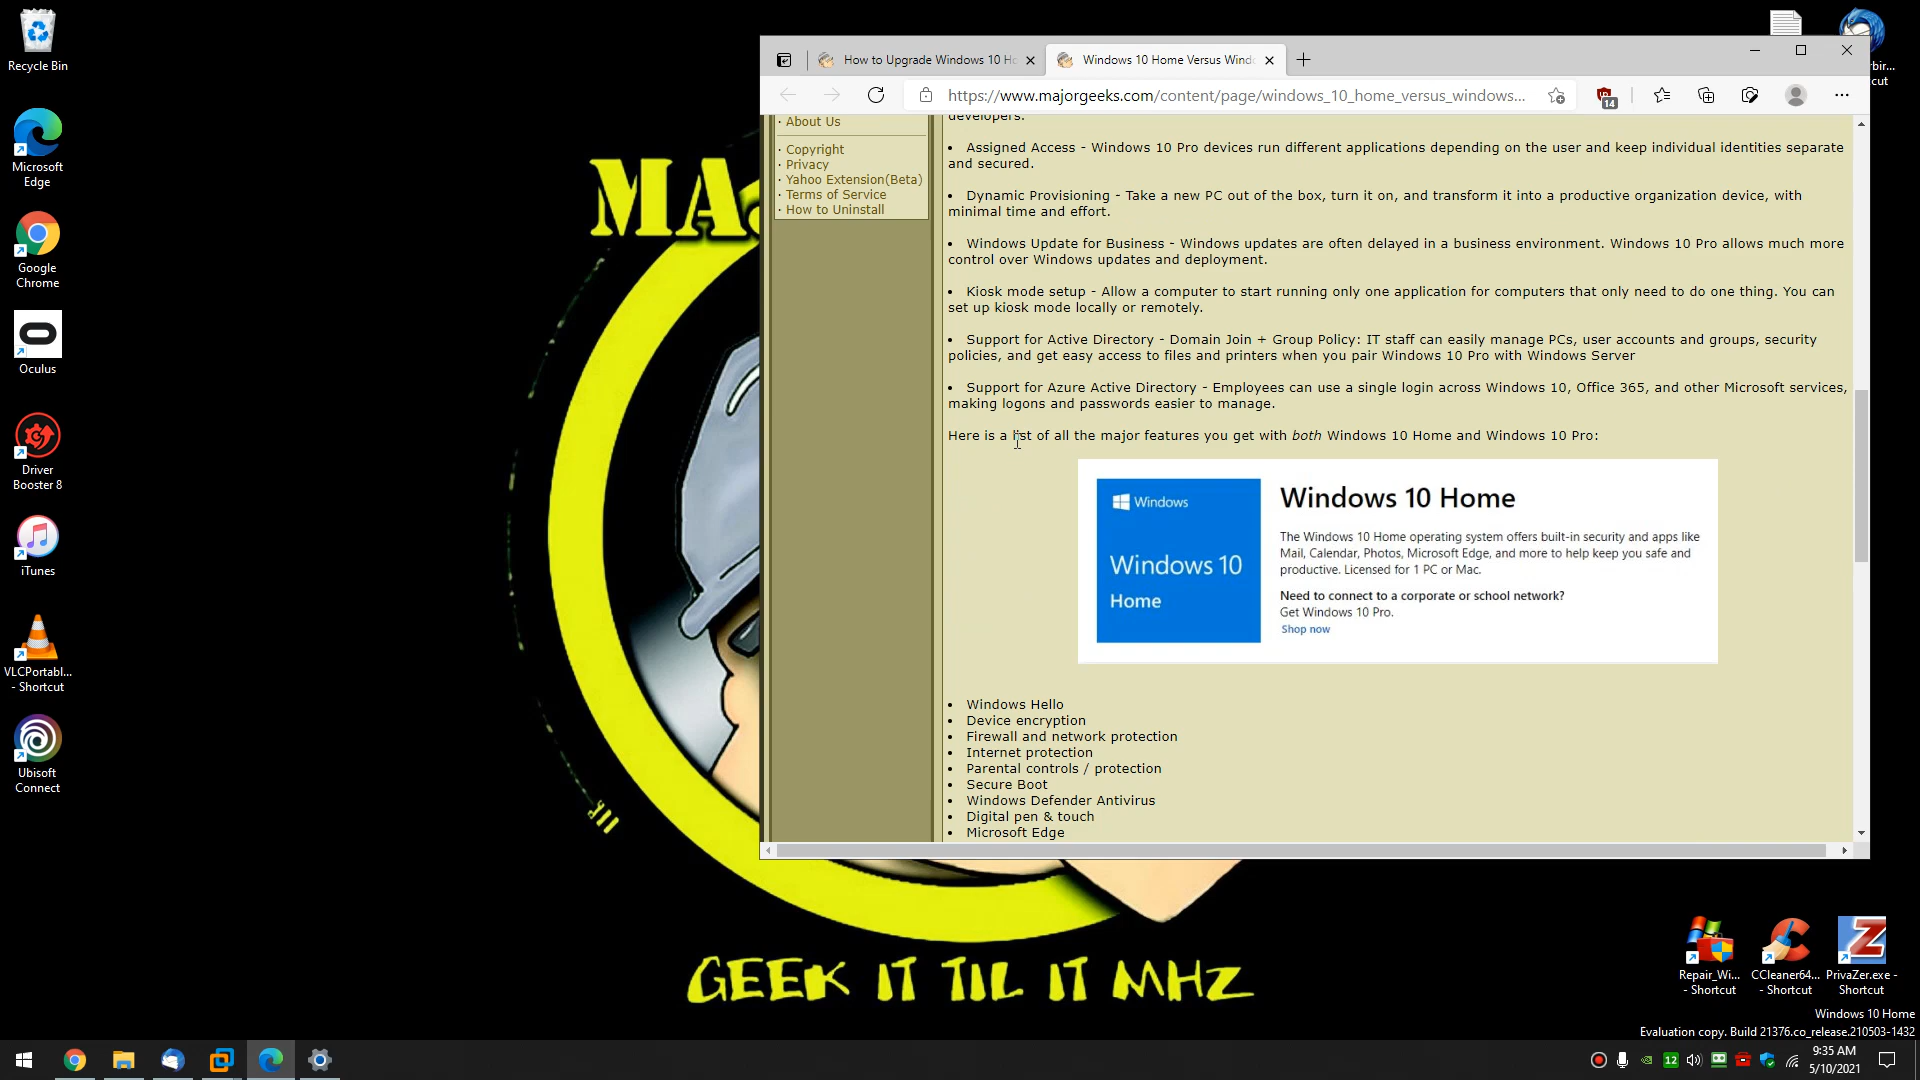 Recycle Bin
Microsoft
Edge
Google
Chrome
Oculus
Driver
Booster 8
iTunes
VLCPortabl...
- Shortcut
Ubisoft
Connect
MA
GEEK IT TIL IT MHZ
How to Upgrade Windows 10 Ho
Windows 10 Home Versus Wind
https://www.majorgeeks.com/content/page/windows_10_home_versus_windows...
14
· About Us
· Copyright
· Privacy
· Yahoo Extension(Beta)
· Terms of Service
· How to Uninstall
developers.
• Assigned Access - Windows 10 Pro devices run different applications depending on the user and keep individual identities separate
and secured.
• Dynamic Provisioning - Take a new PC out of the box, turn it on, and transform it into a productive organization device, with
minimal time and effort.
• Windows Update for Business - Windows updates are often delayed in a business environment. Windows 10 Pro allows much more
control over Windows updates and deployment.
• Kiosk mode setup - Allow a computer to start running only one application for computers that only need to do one thing. You can
set up kiosk mode locally or remotely.
• Support for Active Directory - Domain Join + Group Policy: IT staff can easily manage PCs, user accounts and groups, security
policies, and get easy access to files and printers when you pair Windows 10 Pro with Windows Server
• Support for Azure Active Directory - Employees can use a single login across Windows 10, Office 365, and other Microsoft services,
making logons and passwords easier to manage.
Here is a list of all the major features you get with both Windows 10 Home and Windows 10 Pro:
Windows
Windows 10
Home
Windows 10 Home
The Windows 10 Home operating system offers built-in security and apps like
Mail, Calendar, Photos, Microsoft Edge, and more to help keep you safe and
productive. Licensed for 1 PC or Mac.
Need to connect to a corporate or school network?
Get Windows 10 Pro.
Shop now
• Windows Hello
• Device encryption
• Firewall and network protection
• Internet protection
• Parental controls / protection
• Secure Boot
• Windows Defender Antivirus
• Digital pen & touch
• Microsoft Edge
rbir...
cut
Repair_Wi...
- Shortcut
CCleaner64...
- Shortcut
PrivaZer.exe -
Shortcut
Windows 10 Home
Evaluation copy. Build 21376.co_release.210503-1432
12
9:35 AM
5/10/2021